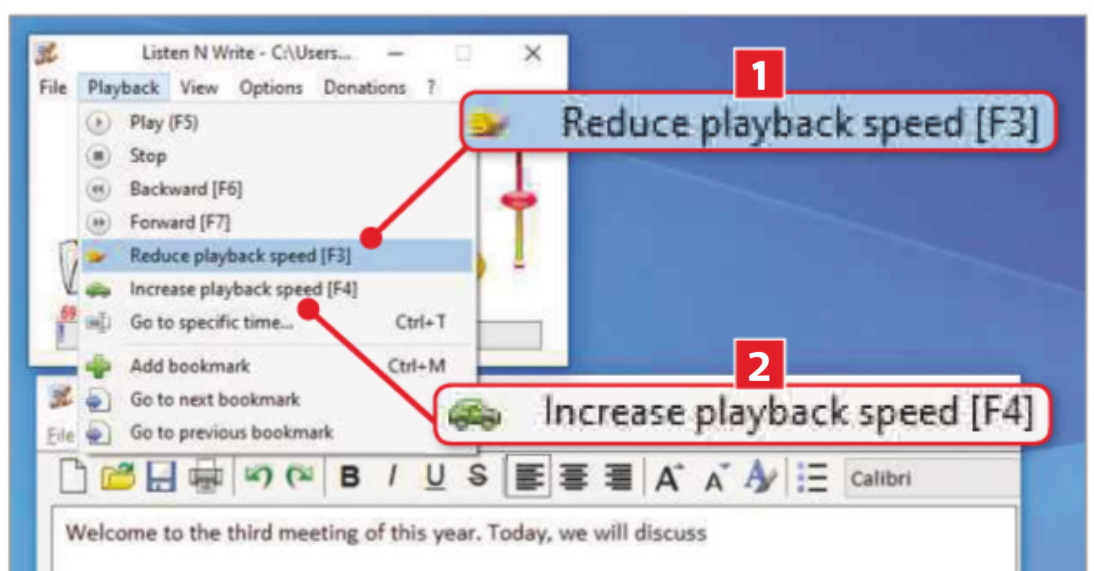 Listen N Write - C:\Users...
File Playback View Options Donations ?
Play (F5)
Stop
Backward [F6]
Forward [F7]
Reduce playback speed [F3]
Increase playback speed [F4]
Go to specific time... Ctrl+T
Add bookmark Ctrl+M
Go to next bookmark
Go to previous bookmark
1
Reduce playback speed [F3]
2
Increase playback speed [F4]
69
File
B I U S A A A Calibri
Welcome to the third meeting of this year. Today, we will discuss